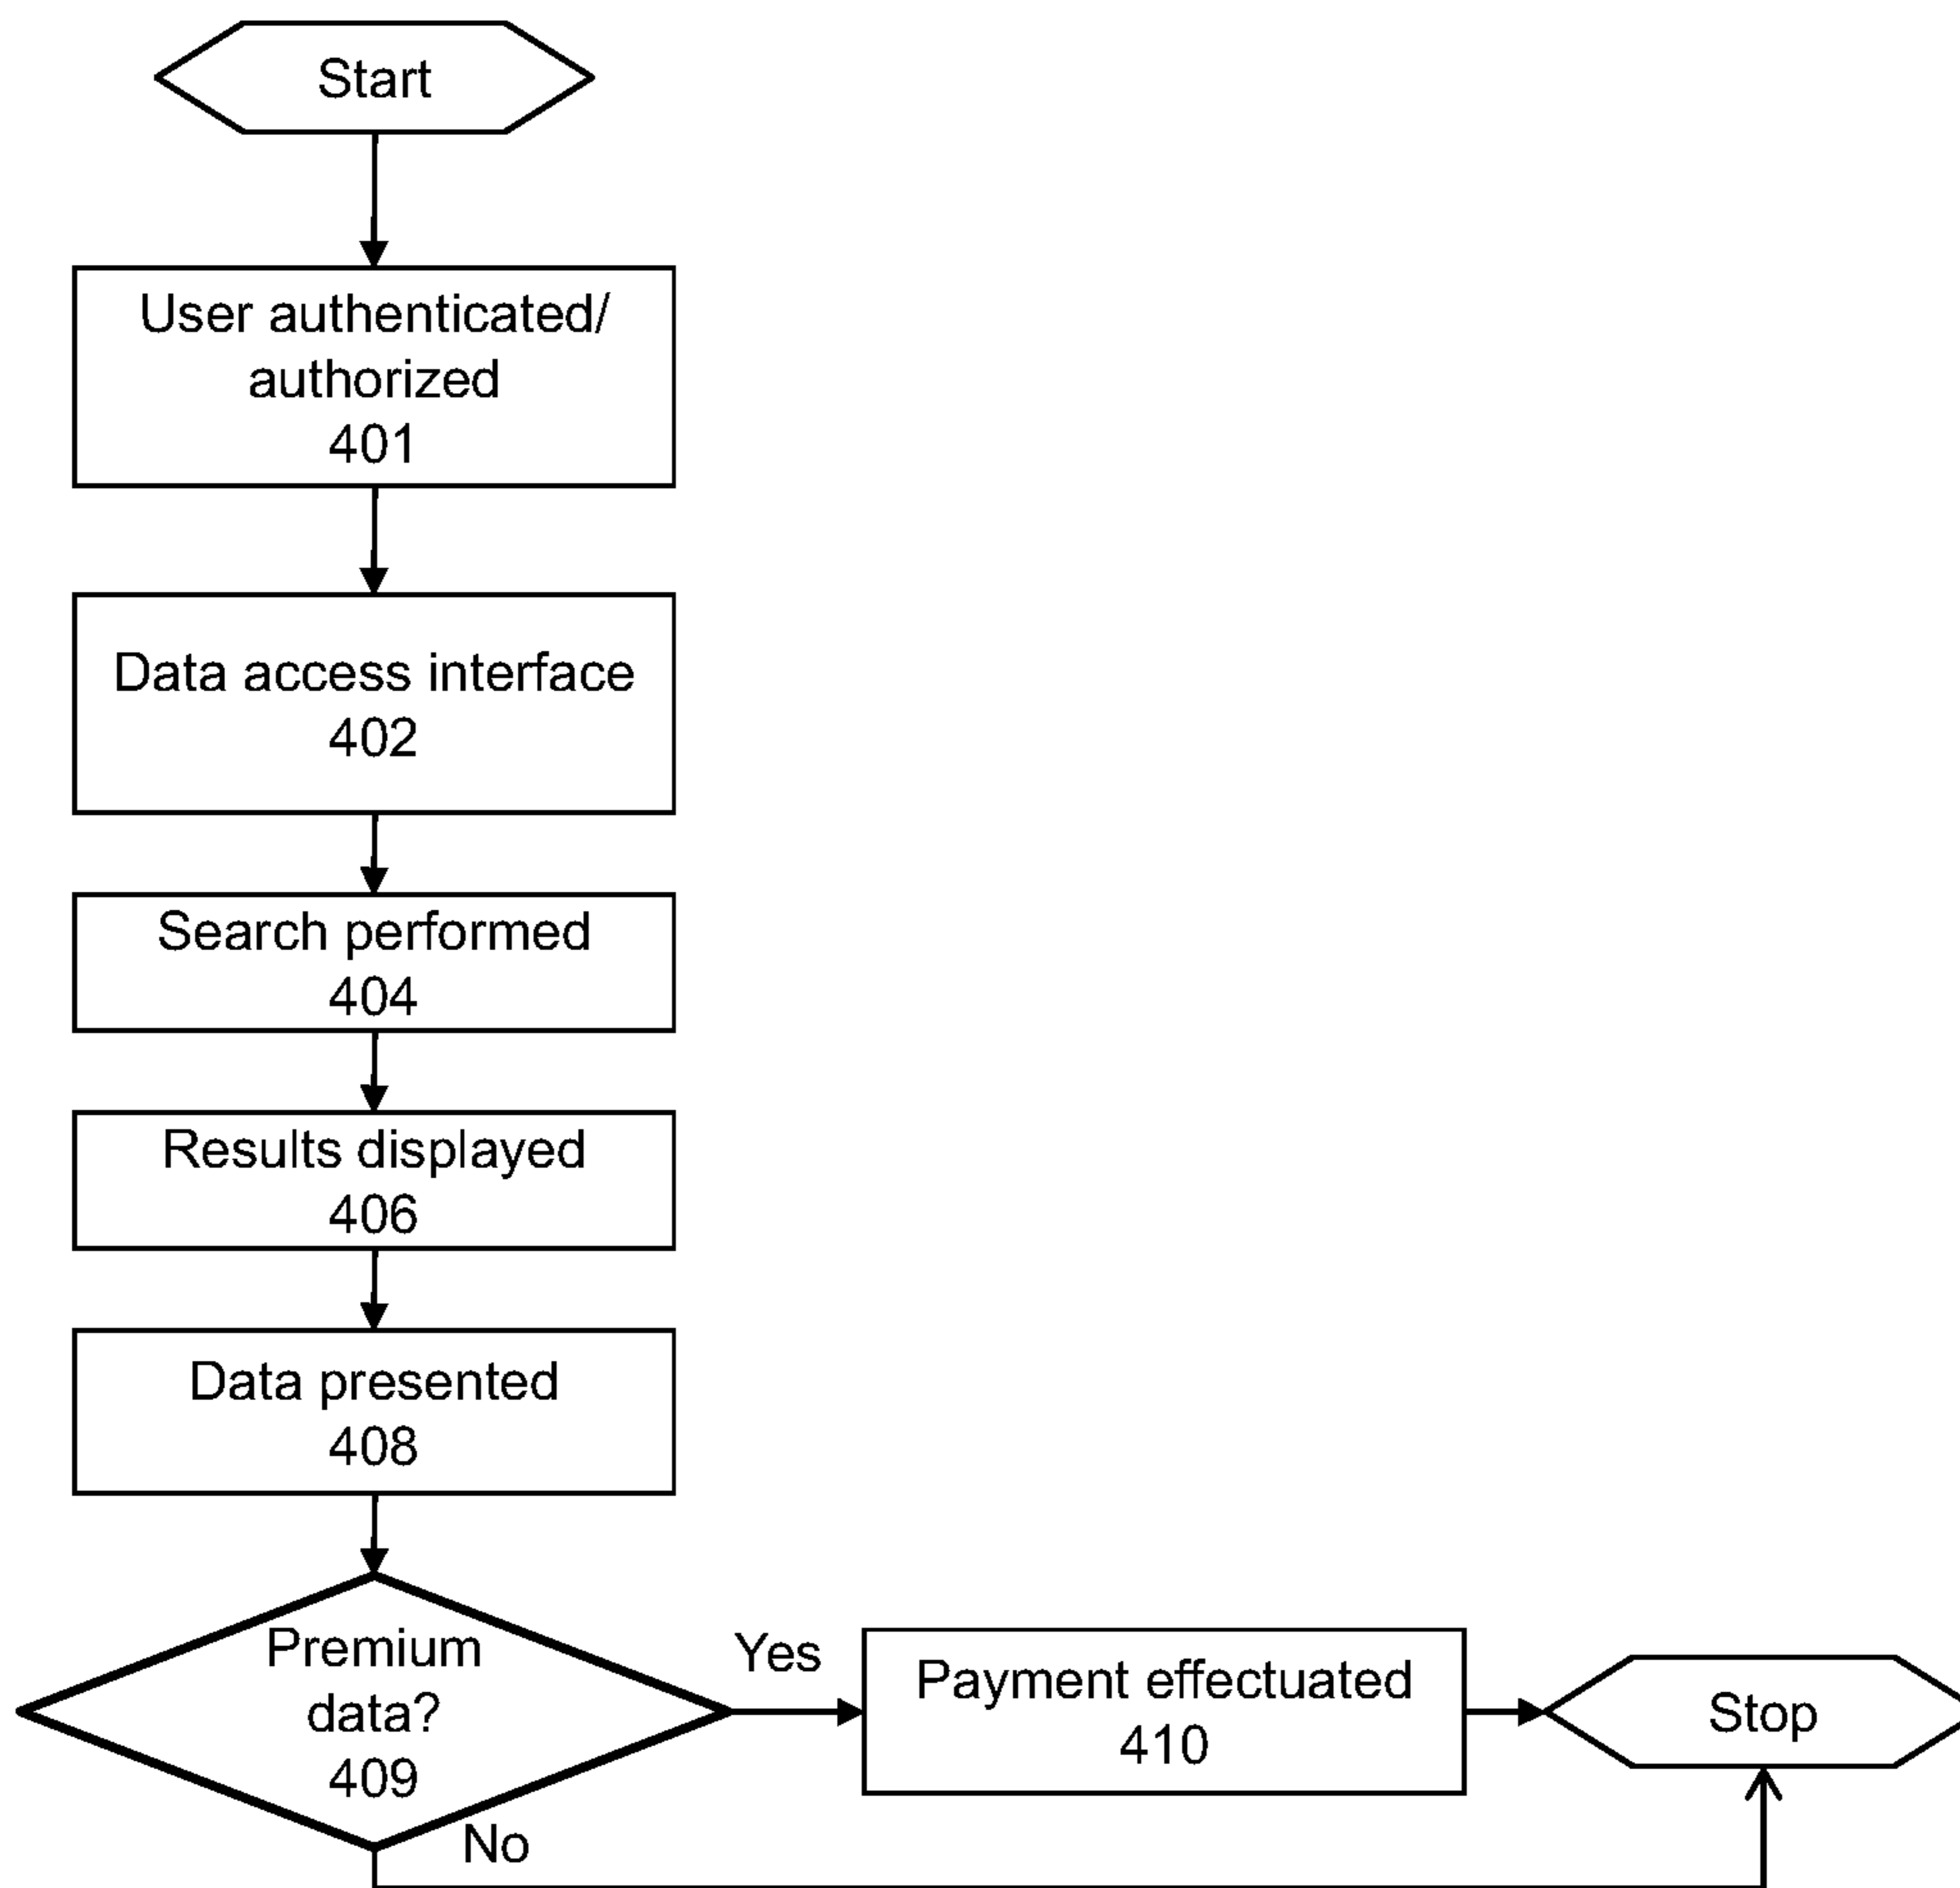 Start
User authenticated/
authorized
401
Data access interface
402
Search performed
404
Results displayed
406
Data presented
408
Premium
data?
409
Yes
No
Payment effectuated
410
Stop